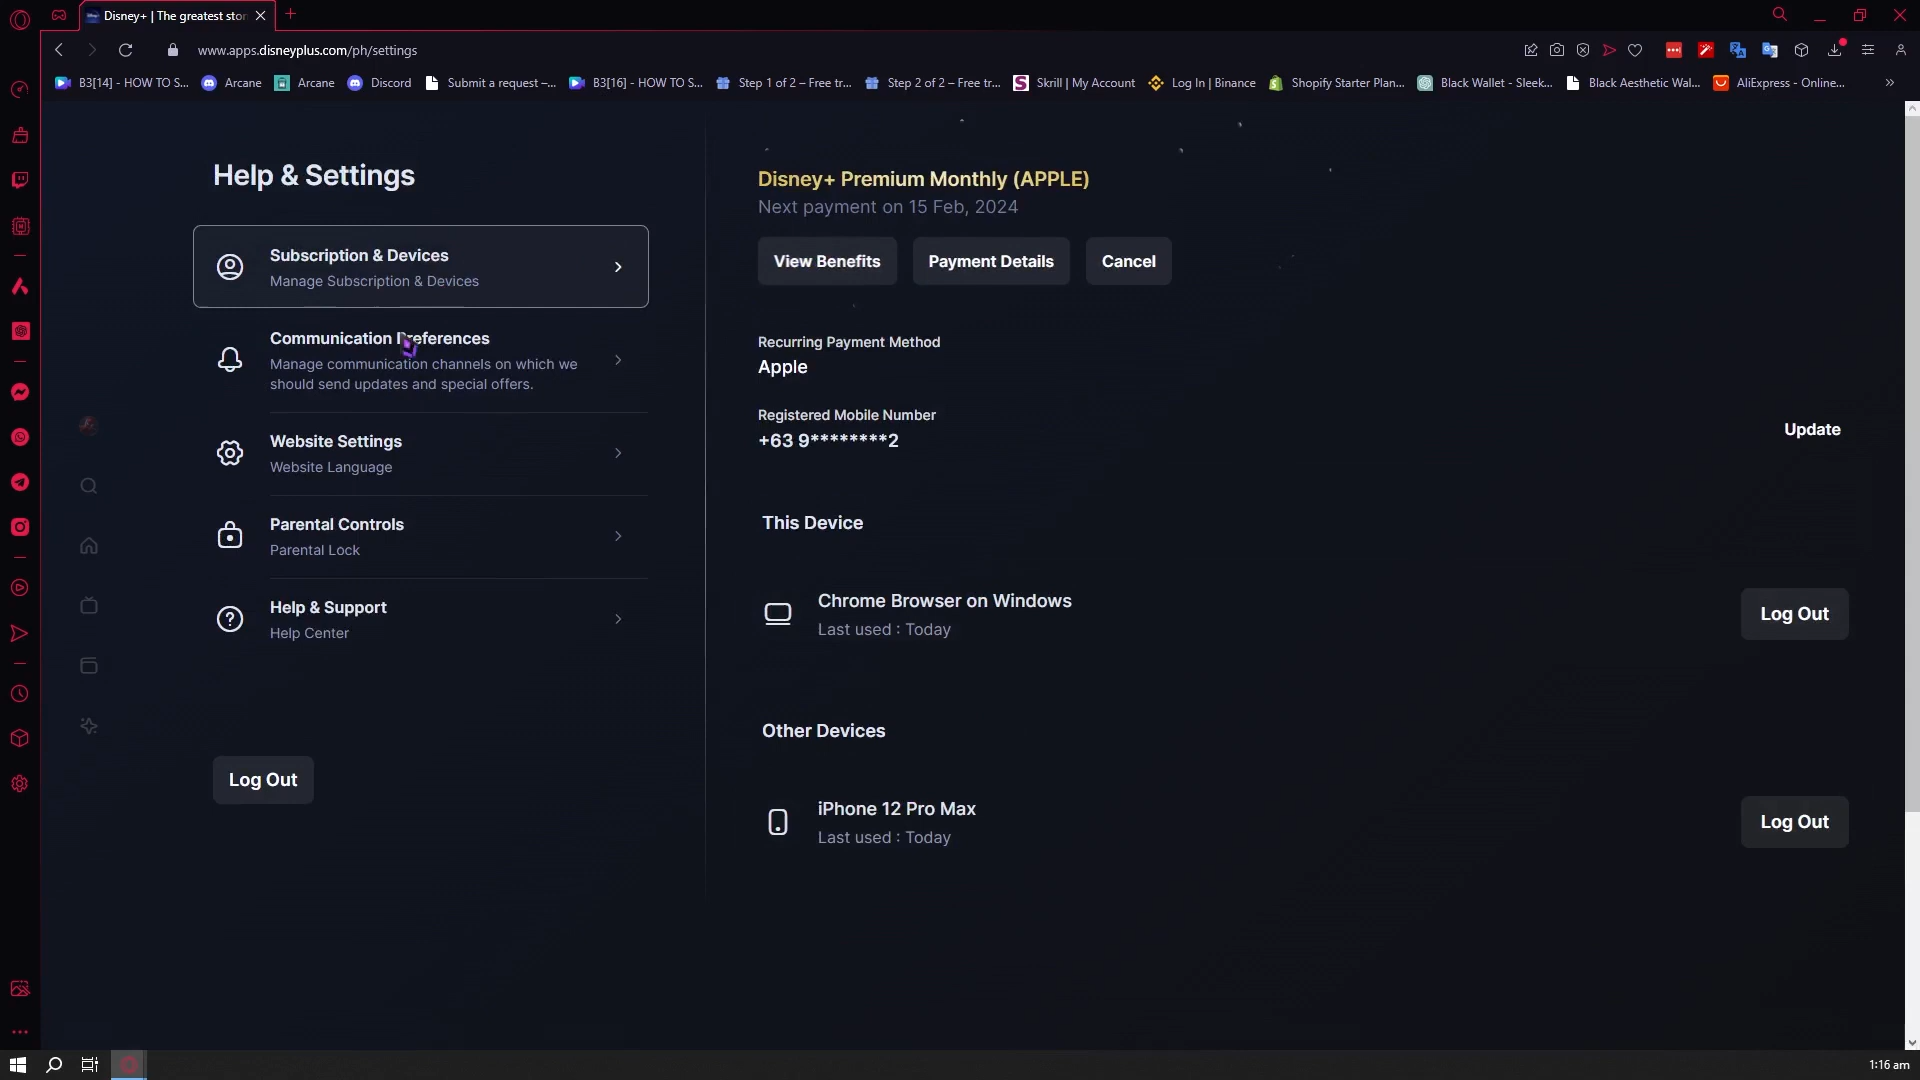 Disney+ | The greatest stor
www.apps.disneyplus.com/ph/settings
B3[14] - HOW TO S...
Arcane
Arcane
Discord
Submit a request –...
B3[16] - HOW TO S...
Step 1 of 2 – Free tr...
Step 2 of 2 – Free tr...
Skrill | My Account
Log In | Binance
Shopify Starter Plan...
Black Wallet - Sleek...
Black Aesthetic Wal...
AliExpress - Online...
Help & Settings
Subscription & Devices
Manage Subscription & Devices
Communication Preferences
Manage communication channels on which we
should send updates and special offers.
Website Settings
Website Language
Parental Controls
Parental Lock
Help & Support
Help Center
Log Out
Disney+ Premium Monthly (APPLE)
Next payment on 15 Feb, 2024
View Benefits
Payment Details
Cancel
Recurring Payment Method
Apple
Registered Mobile Number
+63 9********2
Update
This Device
Chrome Browser on Windows
Last used : Today
Log Out
Other Devices
iPhone 12 Pro Max
Last used : Today
Log Out
1:16 am